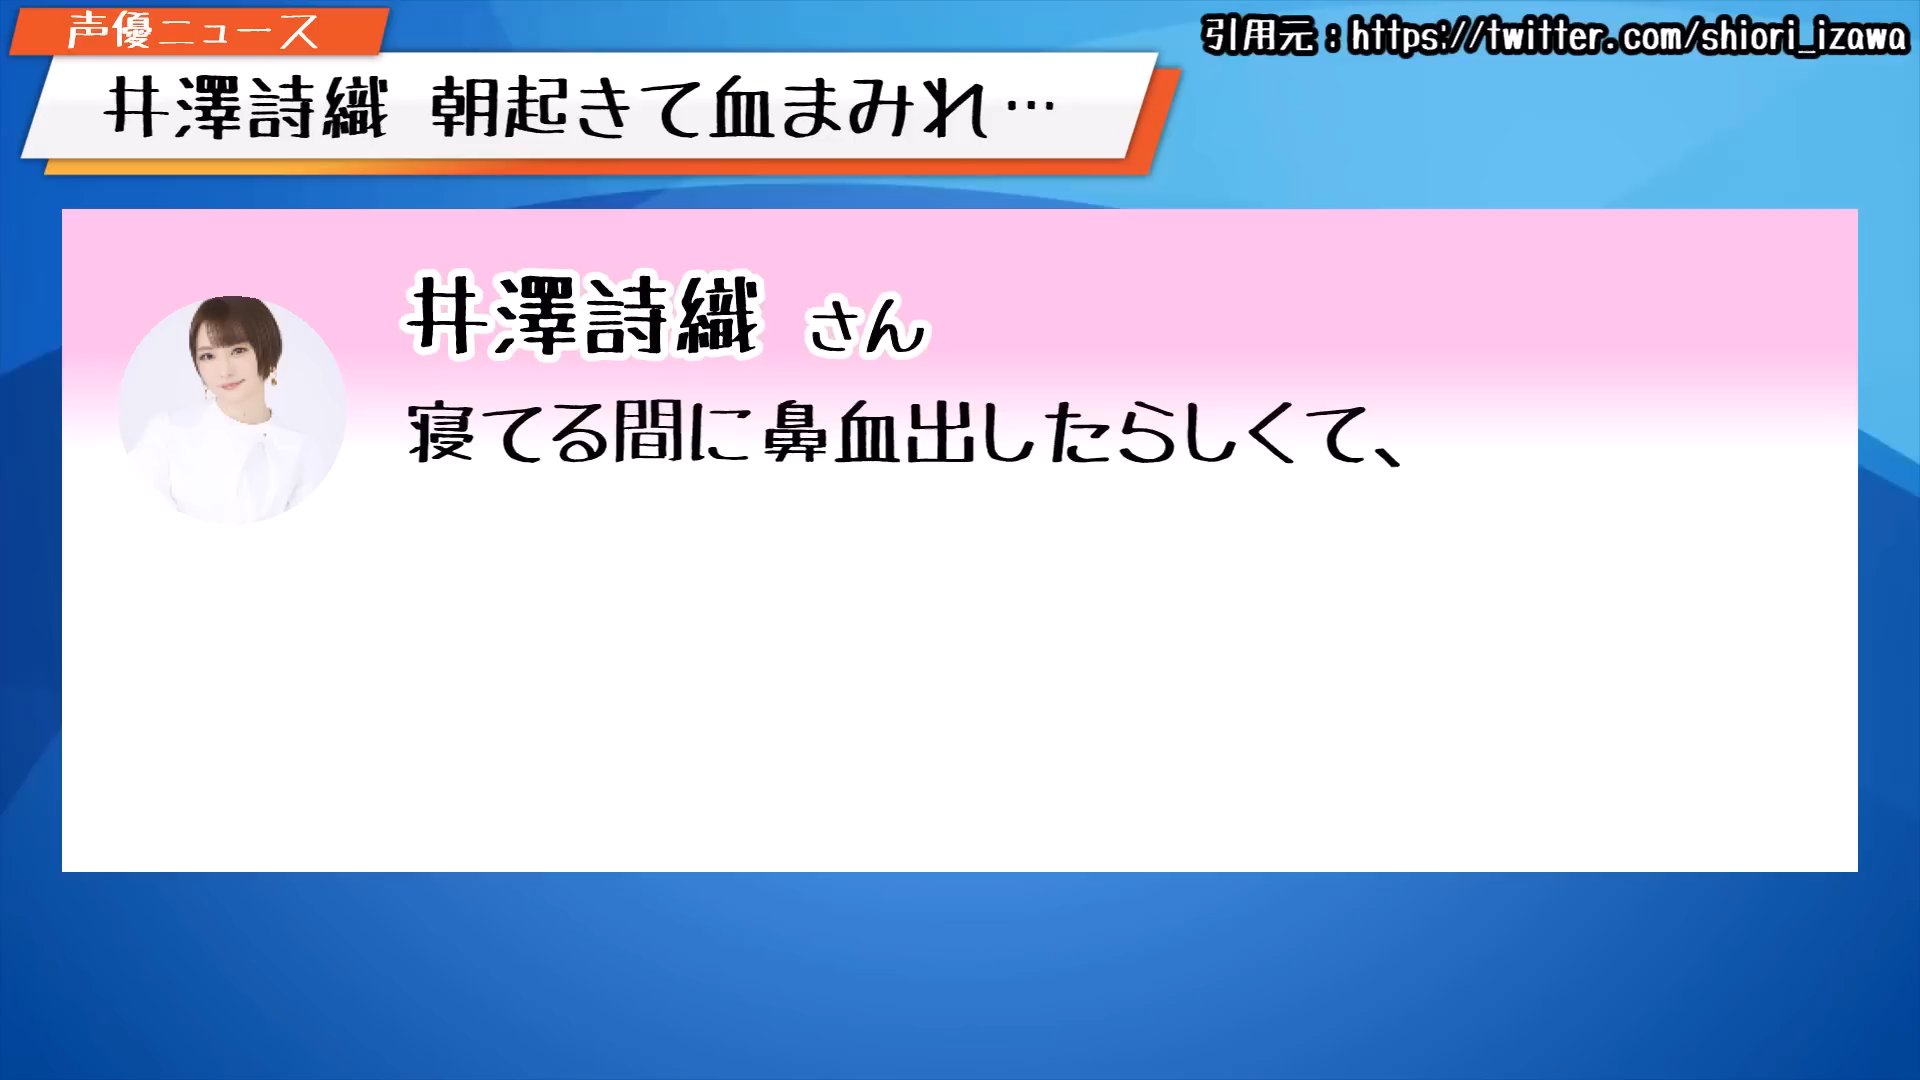 声優ニュース
引用元：https://twitter.com/shiori_izawa
井澤詩織 朝起きて血まみれ…
井澤詩織 さん
寝てる間に鼻血出したらしくて、